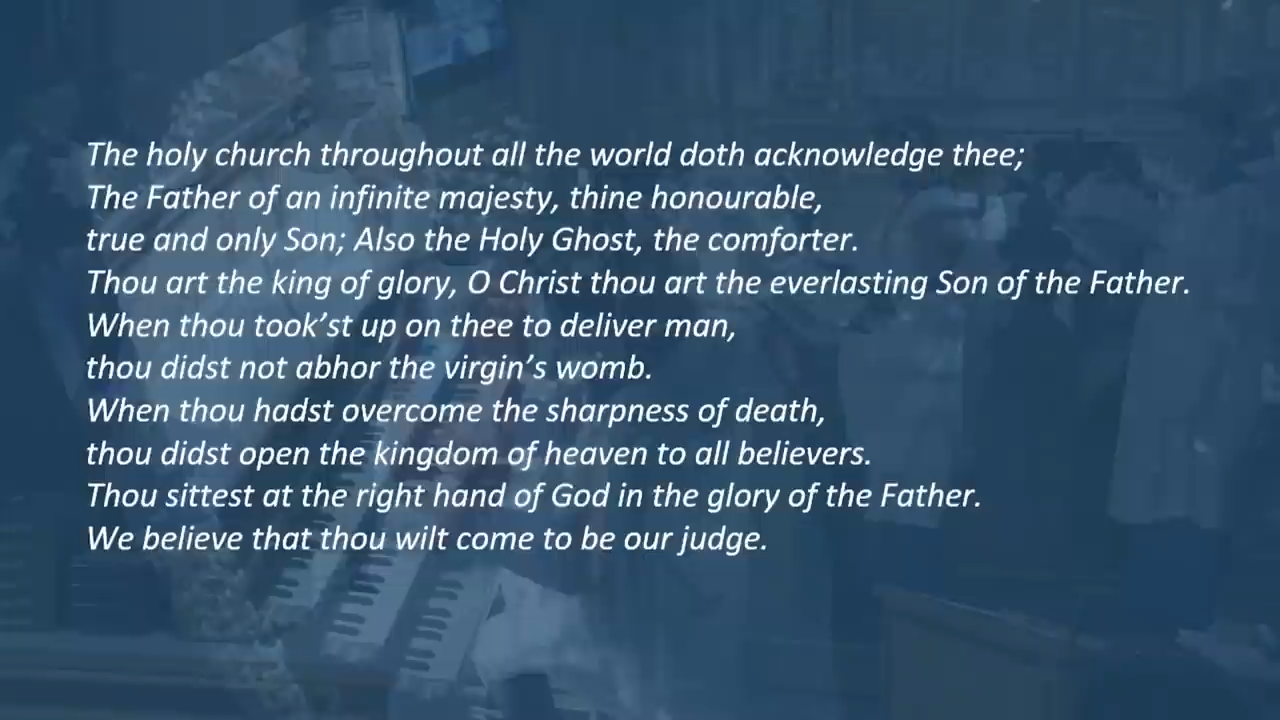 The holy church throughout all the world doth acknowledge thee;
The Father of an infinite majesty, thine honourable,
true and only Son; Also the Holy Ghost, the comforter.
Thou art the king of glory, O Christ thou art the everlasting Son of the Father.
When thou took’st up on thee to deliver man,
thou didst not abhor the virgin’s womb.
When thou hadst overcome the sharpness of death,
thou didst open the kingdom of heaven to all believers.
Thou sittest at the right hand of God in the glory of the Father.
We believe that thou wilt come to be our judge.